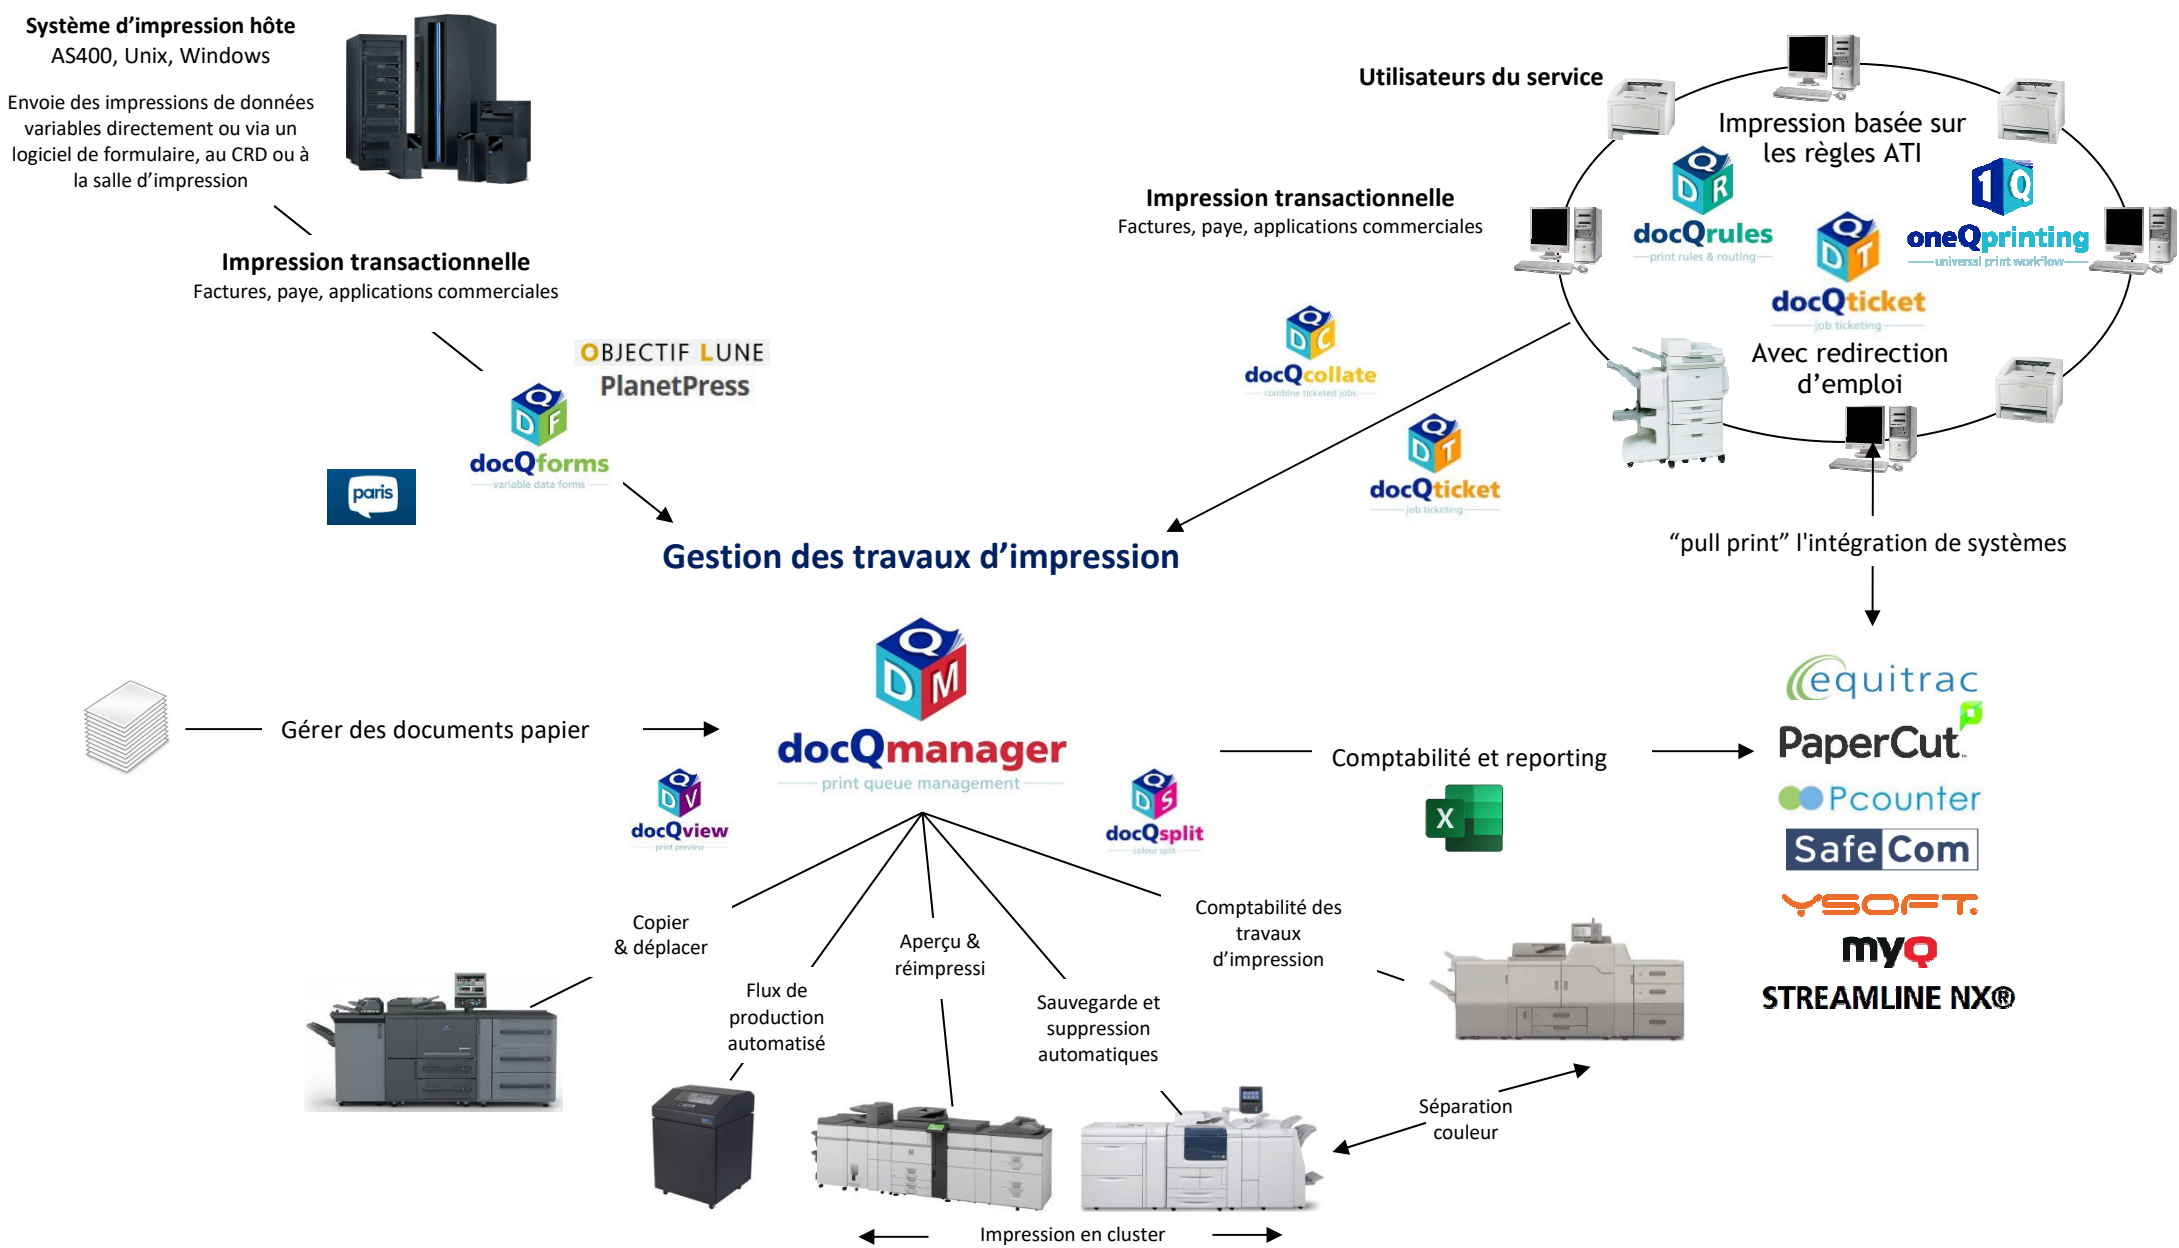 Système d’impression hôte
AS400, Unix, Windows
Envoie des impressions de données
variables directement ou via un
logiciel de formulaire, au CRD ou à
la salle d’impression
Impression transactionnelle
Factures, paye, applications commerciales
OBJECTIF LUNE
PlanetPress
Q D F
docQforms
variable data forms
paris
Utilisateurs du service
Impression basée sur
les règles ATI
Q D R
docQrules
print rules & routing
1Q
oneQprinting
universal print workflow
Q D T
docQticket
job ticketing
Avec redirection
d’emploi
Impression transactionnelle
Factures, paye, applications commerciales
Q D C
docQcollate
combine ticketed jobs
Q D T
docQticket
job ticketing
“pull print” l'intégration de systèmes
Gestion des travaux d’impression
Gérer des documents papier
Q D M
docQmanager
print queue management
Q D V
docQview
print preview
Q D S
docQsplit
colour split
Comptabilité et reporting
X
equitrac
PaperCut™
Pcounter
SafeCom
YSOFT.
myQ
STREAMLINE NX®
Copier
& déplacer
Flux de
production
automatisé
Aperçu &
réimpressi
Sauvegarde et
suppression
automatiques
Comptabilité des
travaux
d’impression
Séparation
couleur
Impression en cluster